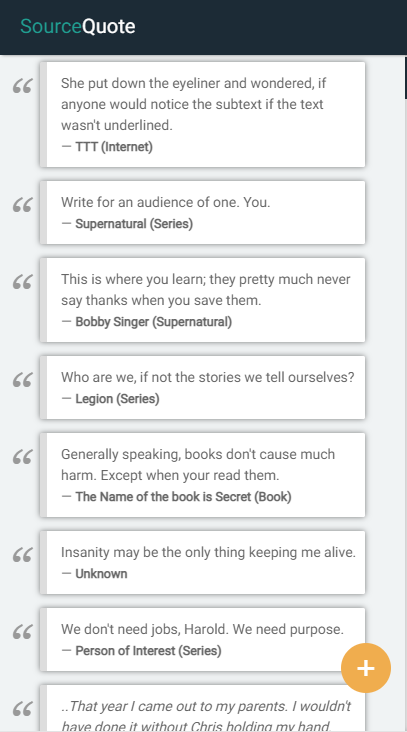 SourceQuote
She put down the eyeliner and wondered, if
anyone would notice the subtext if the text
wasn't underlined.
— TTT (Internet)
Write for an audience of one. You.
— Supernatural (Series)
This is where you learn; they pretty much never
say thanks when you save them.
— Bobby Singer (Supernatural)
Who are we, if not the stories we tell ourselves?
— Legion (Series)
Generally speaking, books don't cause much
harm. Except when your read them.
— The Name of the book is Secret (Book)
Insanity may be the only thing keeping me alive.
— Unknown
We don't need jobs, Harold. We need purpose.
— Person of Interest (Series)
..That year I came out to my parents. I wouldn't
have done it without Chris holding my hand.